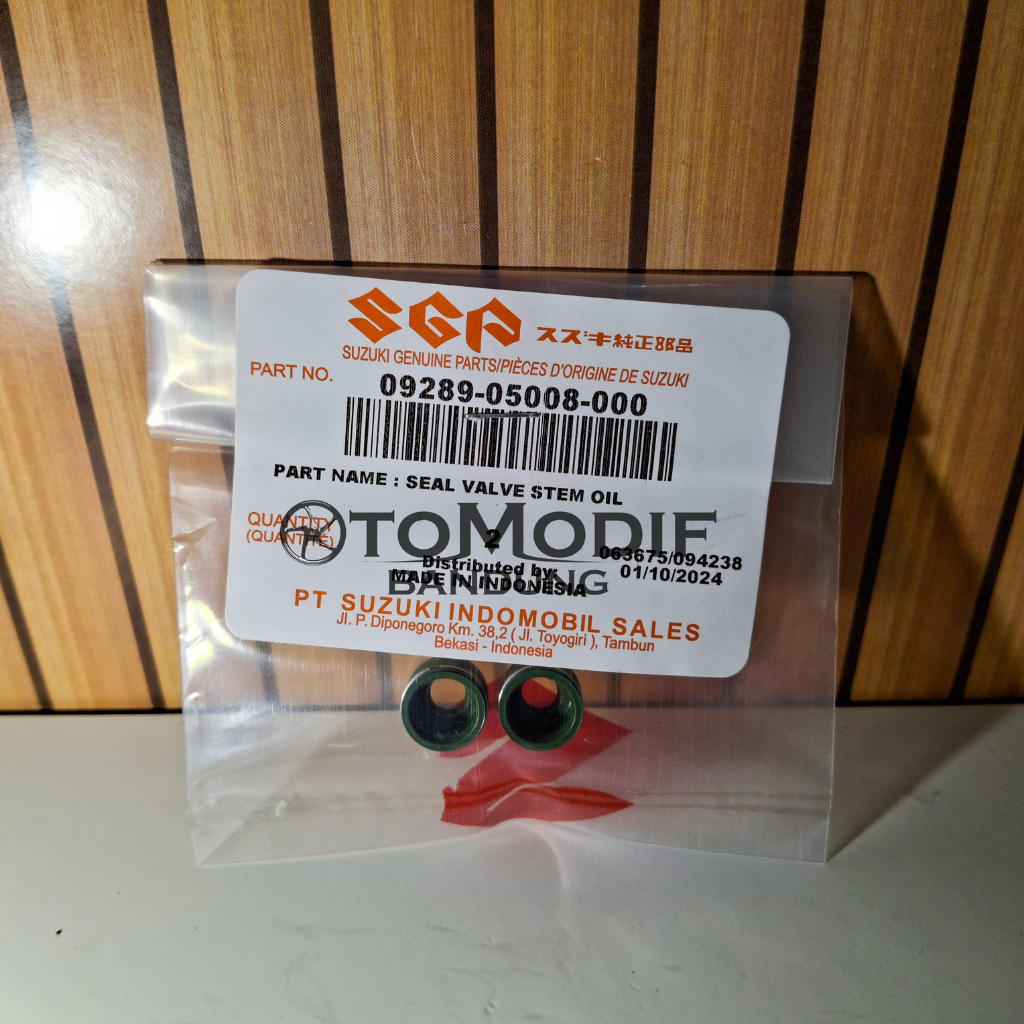 SGP スズキ純正部品
SUZUKI GENUINE PARTS/PIÈCES D'ORIGINE DE SUZUKI
PART NO.
09289-05008-000
PART NAME : SEAL VALVE STEM OIL
QUANTITY
(QUANTITÉ)
2
OTOMODIF
BANDUNG
063675/094238
Distributed by:
01/10/2024
MADE IN INDONESIA
PT SUZUKI INDOMOBIL SALES
Jl. P. Diponegoro Km. 38,2 ( Jl. Toyogiri ), Tambun
Bekasi - Indonesia